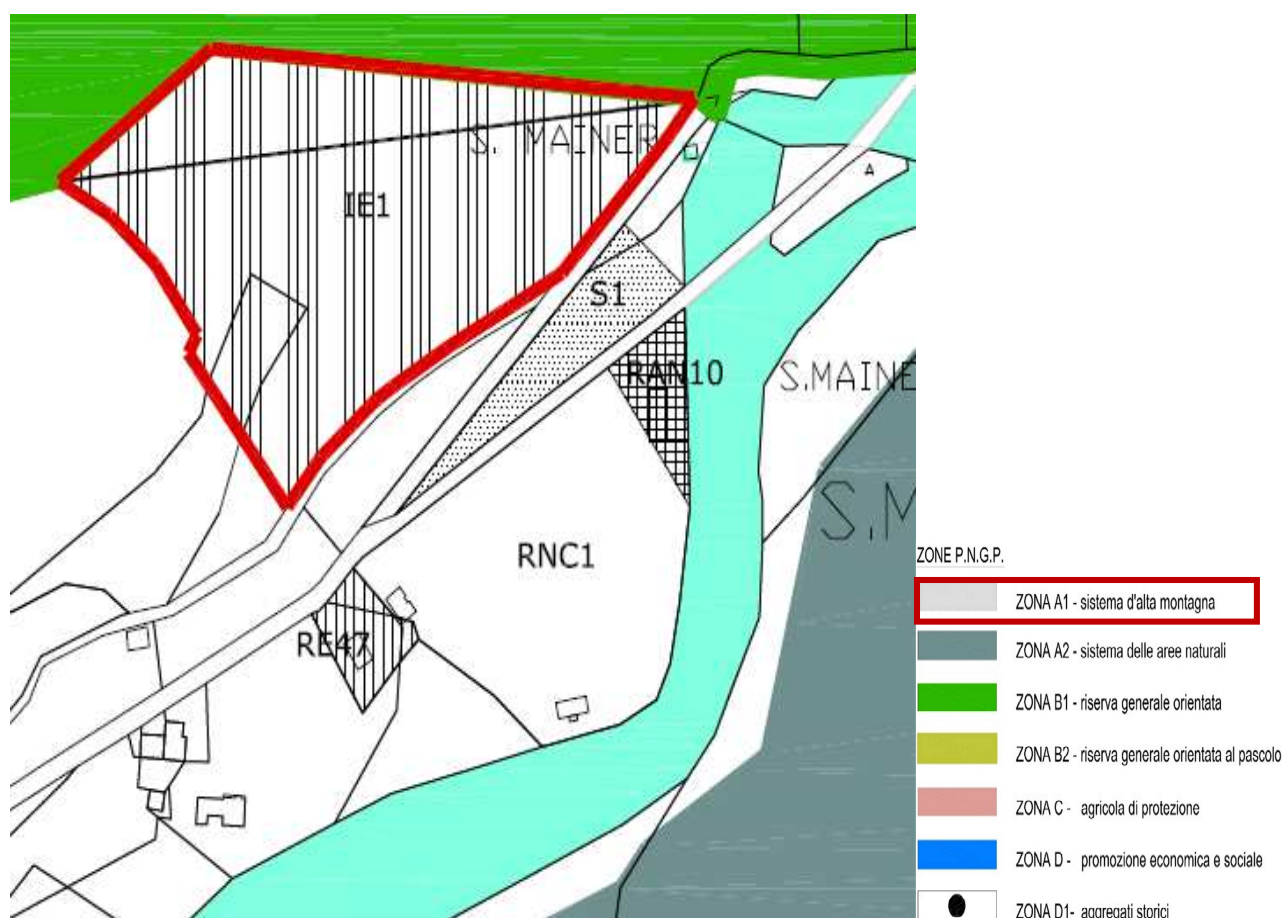 S. MAINER
IE1
A
S1
RAN10
S.MAINE
S.M
RNC1
RE47
ZONE P.N.G.P.
ZONA A1 - sistema d'alta montagna
ZONA A2 - sistema delle aree naturali
ZONA B1 - riserva generale orientata
ZONA B2 - riserva generale orientata al pascolo
ZONA C - agricola di protezione
ZONA D - promozione economica e sociale
ZONA D1- aggregati storici